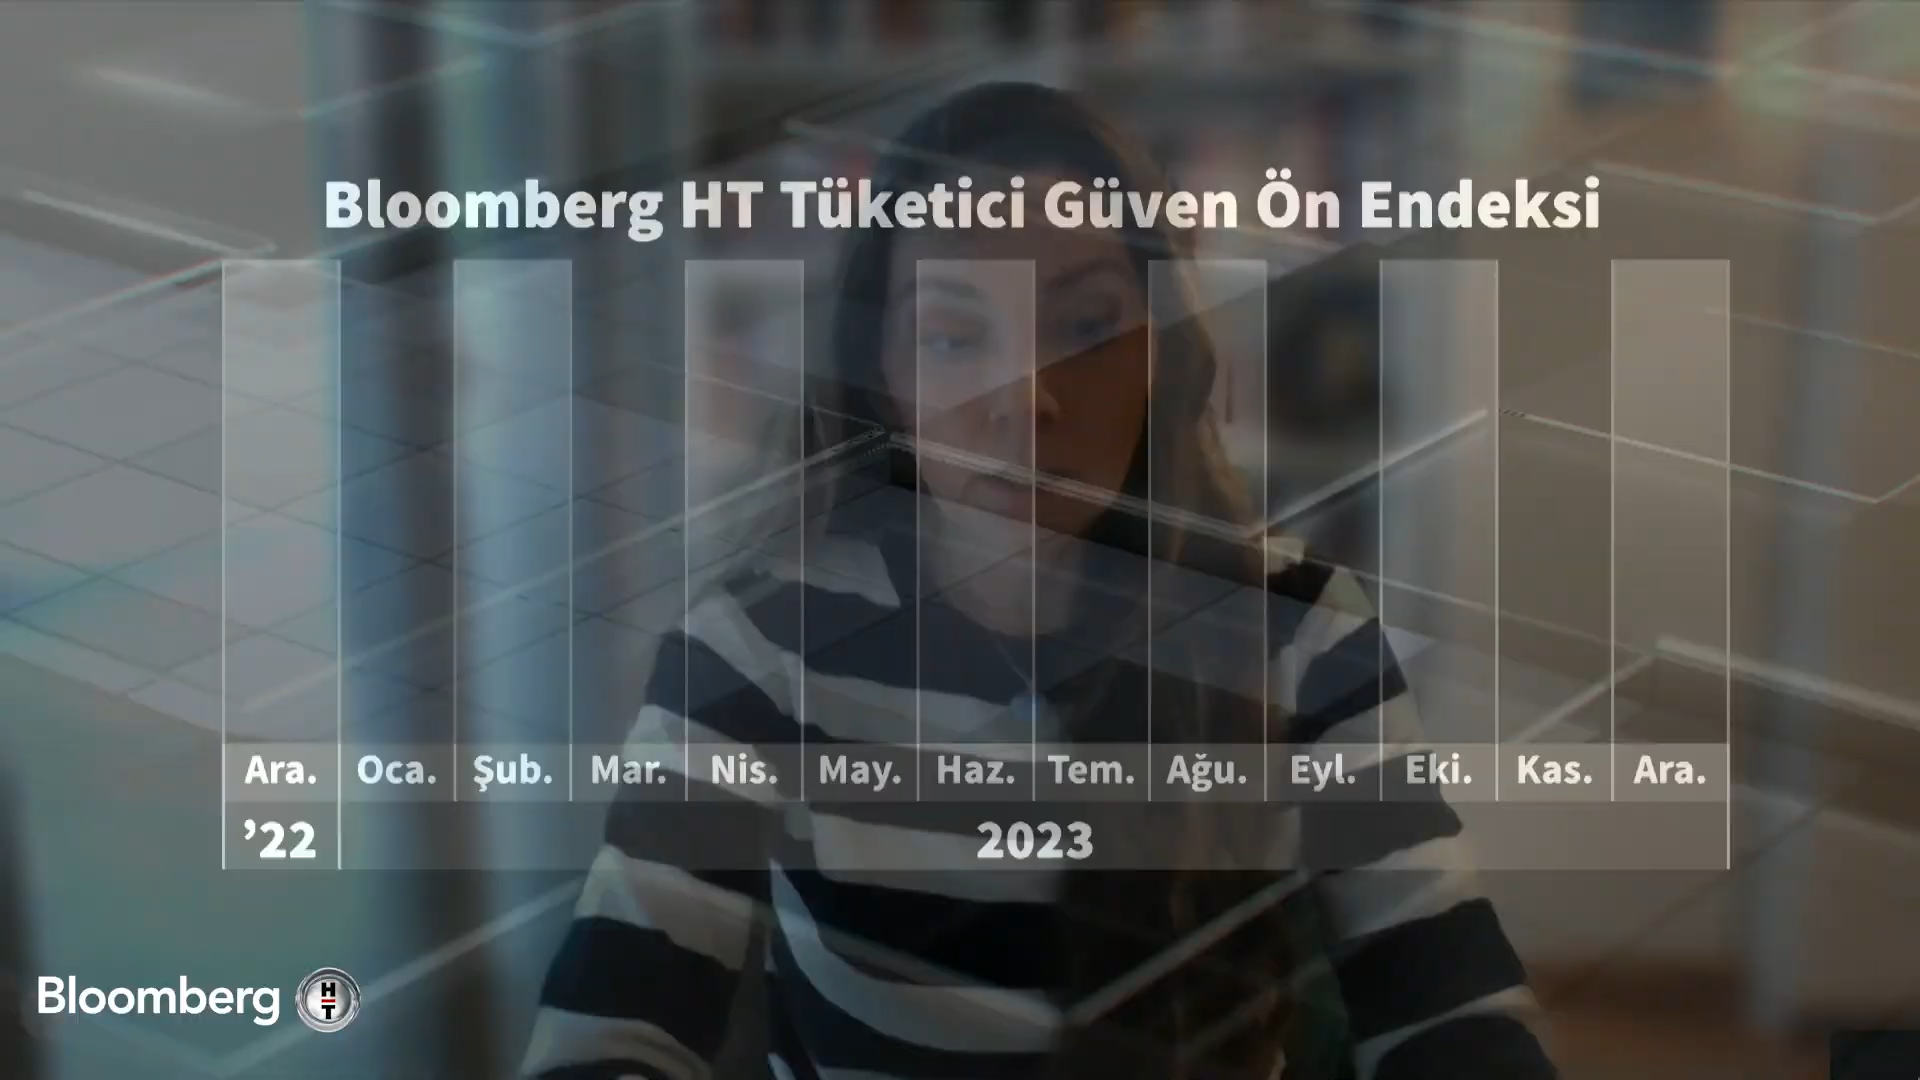 Bloomberg HT Tüketici Güven Ön Endeksi
Ara. Oca. Şub. Mar. Nis. May. Haz. Tem. Ağu. Eyl. Eki. Kas. Ara.
’22 2023
Bloomberg HT